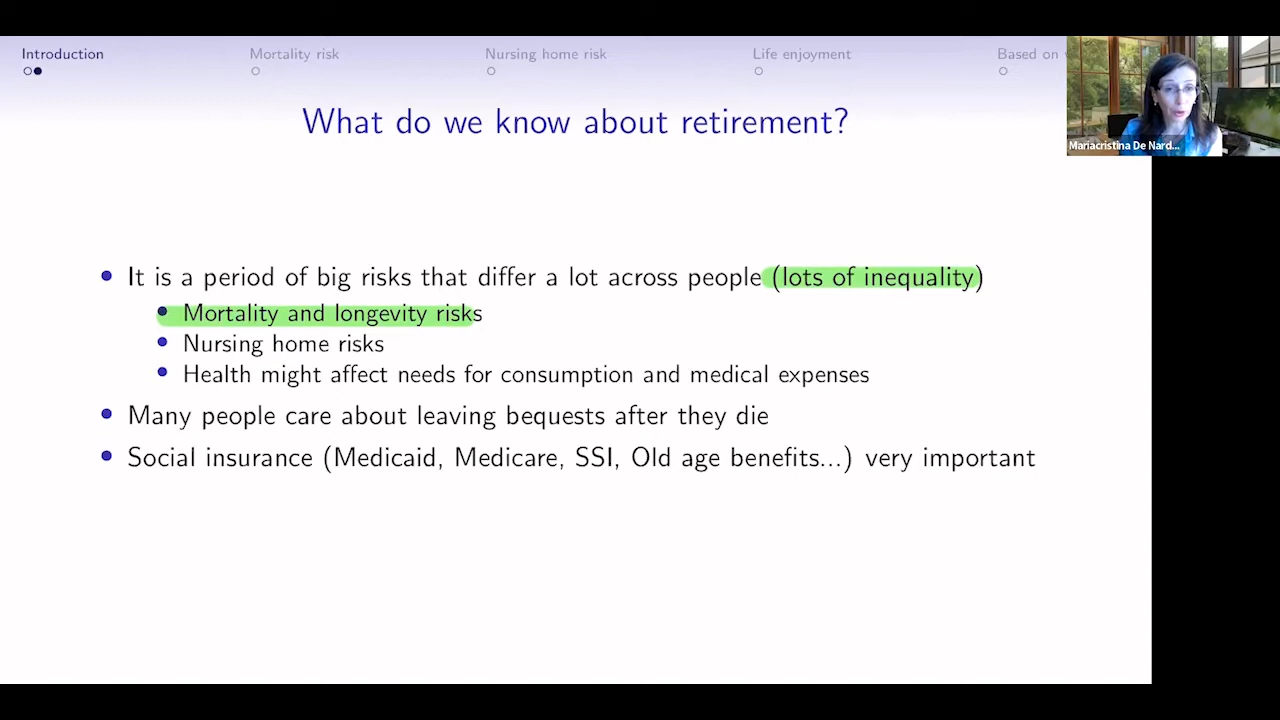 Introduction
Mortality risk
Nursing home risk
Life enjoyment
Based on
Mariacristina De Nard...
What do we know about retirement?
It is a period of big risks that differ a lot across people (lots of inequality)
Mortality and longevity risks
Nursing home risks
Health might affect needs for consumption and medical expenses
Many people care about leaving bequests after they die
Social insurance (Medicaid, Medicare, SSI, Old age benefits...) very important